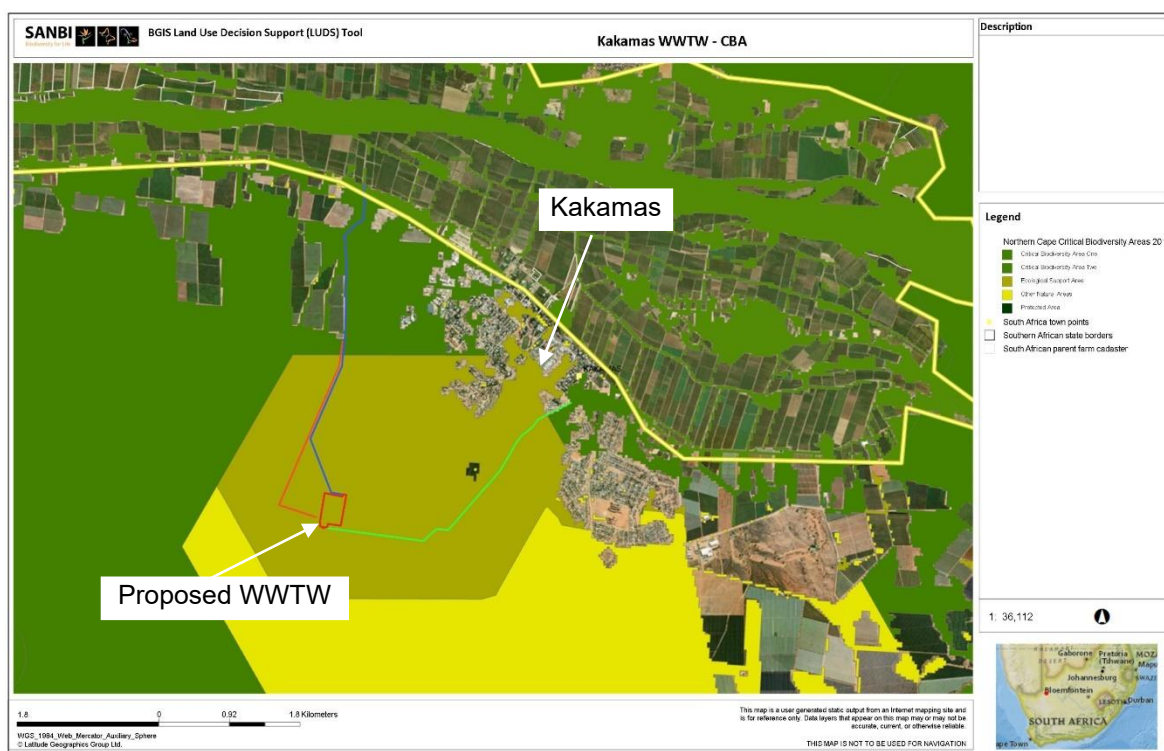 SANBI
Biodiversity for Life
BGIS Land Use Decision Support (LUDS) Tool
Kakamas WWTW - CBA
Description
Kakamas
Proposed WWTW
Legend
Northern Cape Critical Biodiversity Areas 20
Critical Biodiversity Area One
Critical Biodiversity Area Two
Ecological Support Area
Other Natural Areas
Protected Area
South Africa town points
Southern African state borders
South African parent farm cadaster
1: 36,112
1.8 0 0.92 1.8 Kilometers
WGS_1984_Web_Mercator_Auxiliary_Sphere
© Latitude Geographics Group Ltd.
This map is a user generated static output from an Internet mapping site and
is for reference only. Data layers that appear on this map may or may not be
accurate, current, or otherwise reliable.
THIS MAP IS NOT TO BE USED FOR NAVIGATION
Gaborone Pretoria MOZ
DESERT (Tshwane) Mapu
Johannesburg SWAZI
Bloemfontein
LESOTHO Durban
SOUTH AFRICA
ape Town